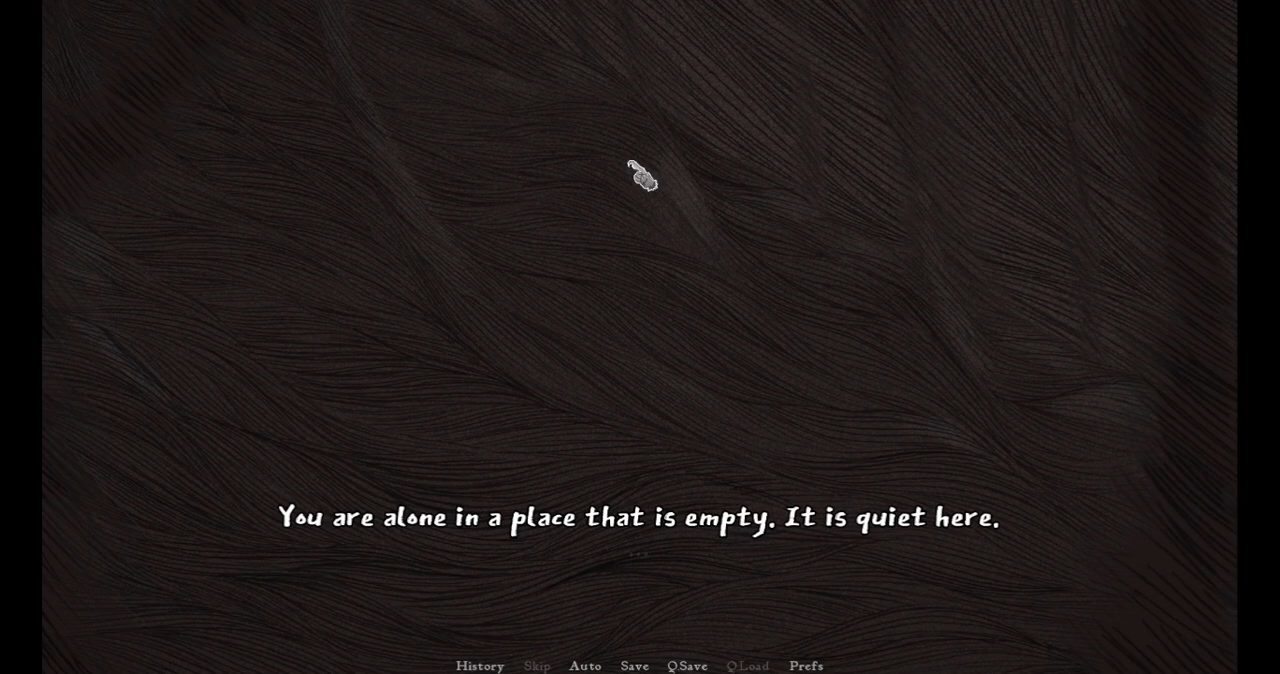 You are alone in a place that is empty. It is quiet here.
History Skip Auto Save QSave QLoad Prefs